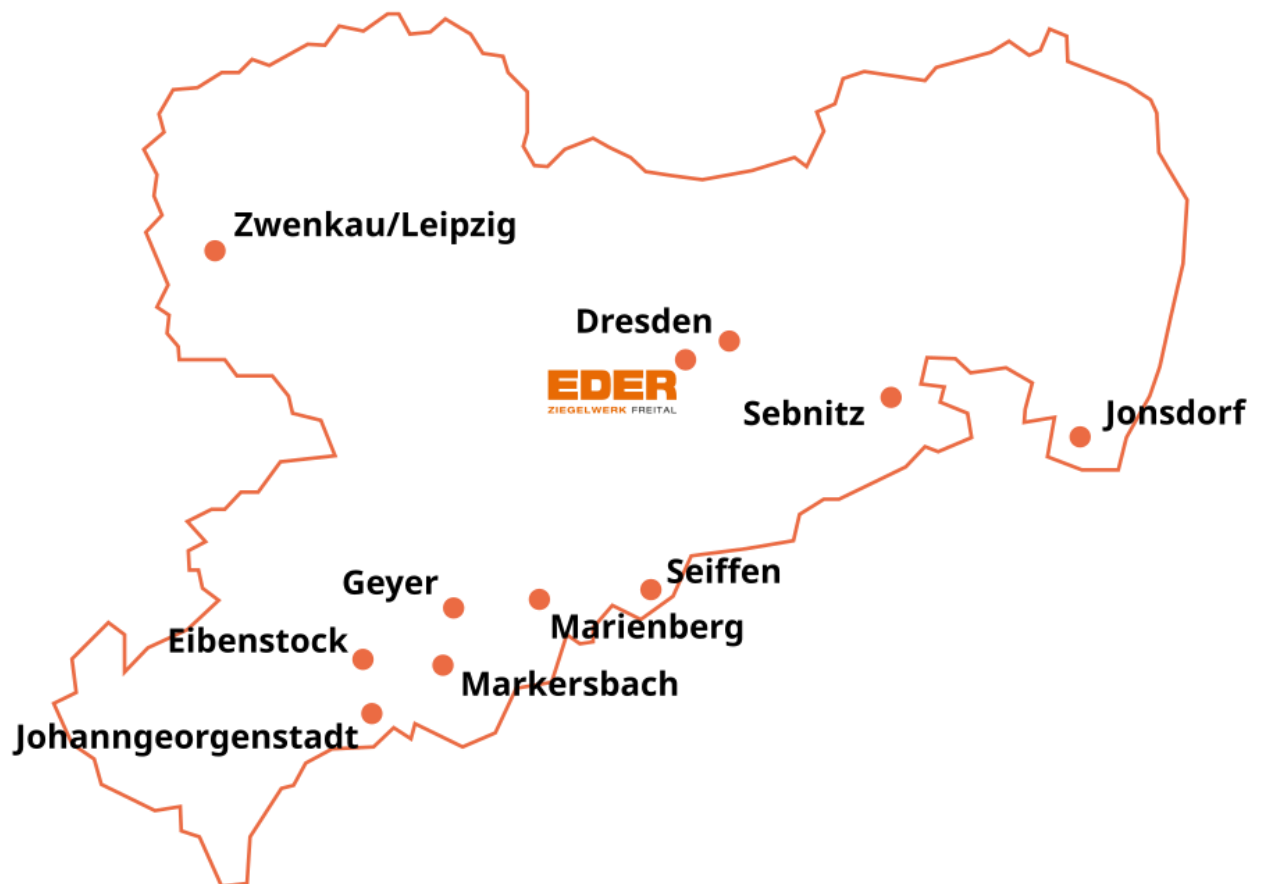 Zwenkau/Leipzig
Dresden
EDER
ZIEGELWERK FREITAL
Sebnitz
Jonsdorf
Seiffen
Geyer
Marienberg
Eibenstock
Markersbach
Johanngeorgenstadt